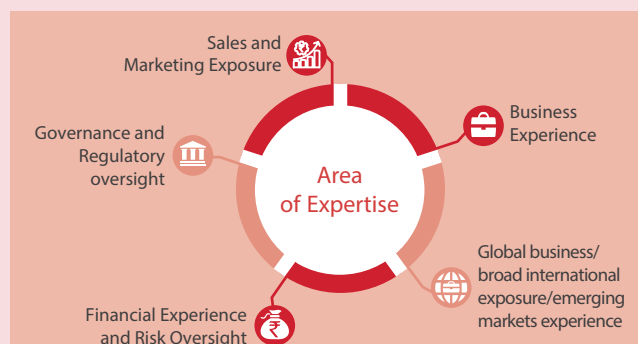 Sales and
Marketing Exposure
Business
Experience
Governance and
Regulatory
oversight
Area
of Expertise
Global business/
broad international
exposure/emerging
markets experience
Financial Experience
and Risk Oversight
₹